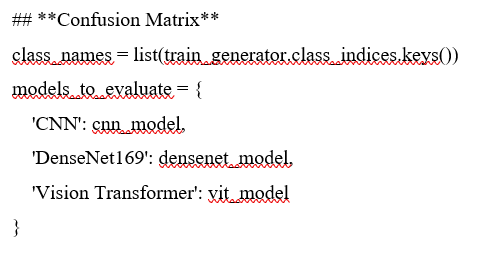 ## **Confusion Matrix**
class_names = list(train_generator.class_indices.keys())
models_to_evaluate = {
    'CNN': cnn_model,
    'DenseNet169': densenet_model,
    'Vision Transformer': vit_model
}